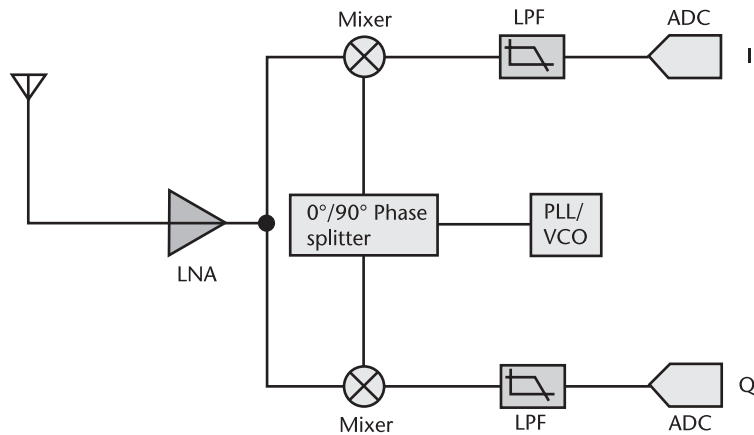 Mixer
LPF
ADC
I
0°/90° Phase
splitter
PLL/
VCO
LNA
Mixer
LPF
ADC
Q